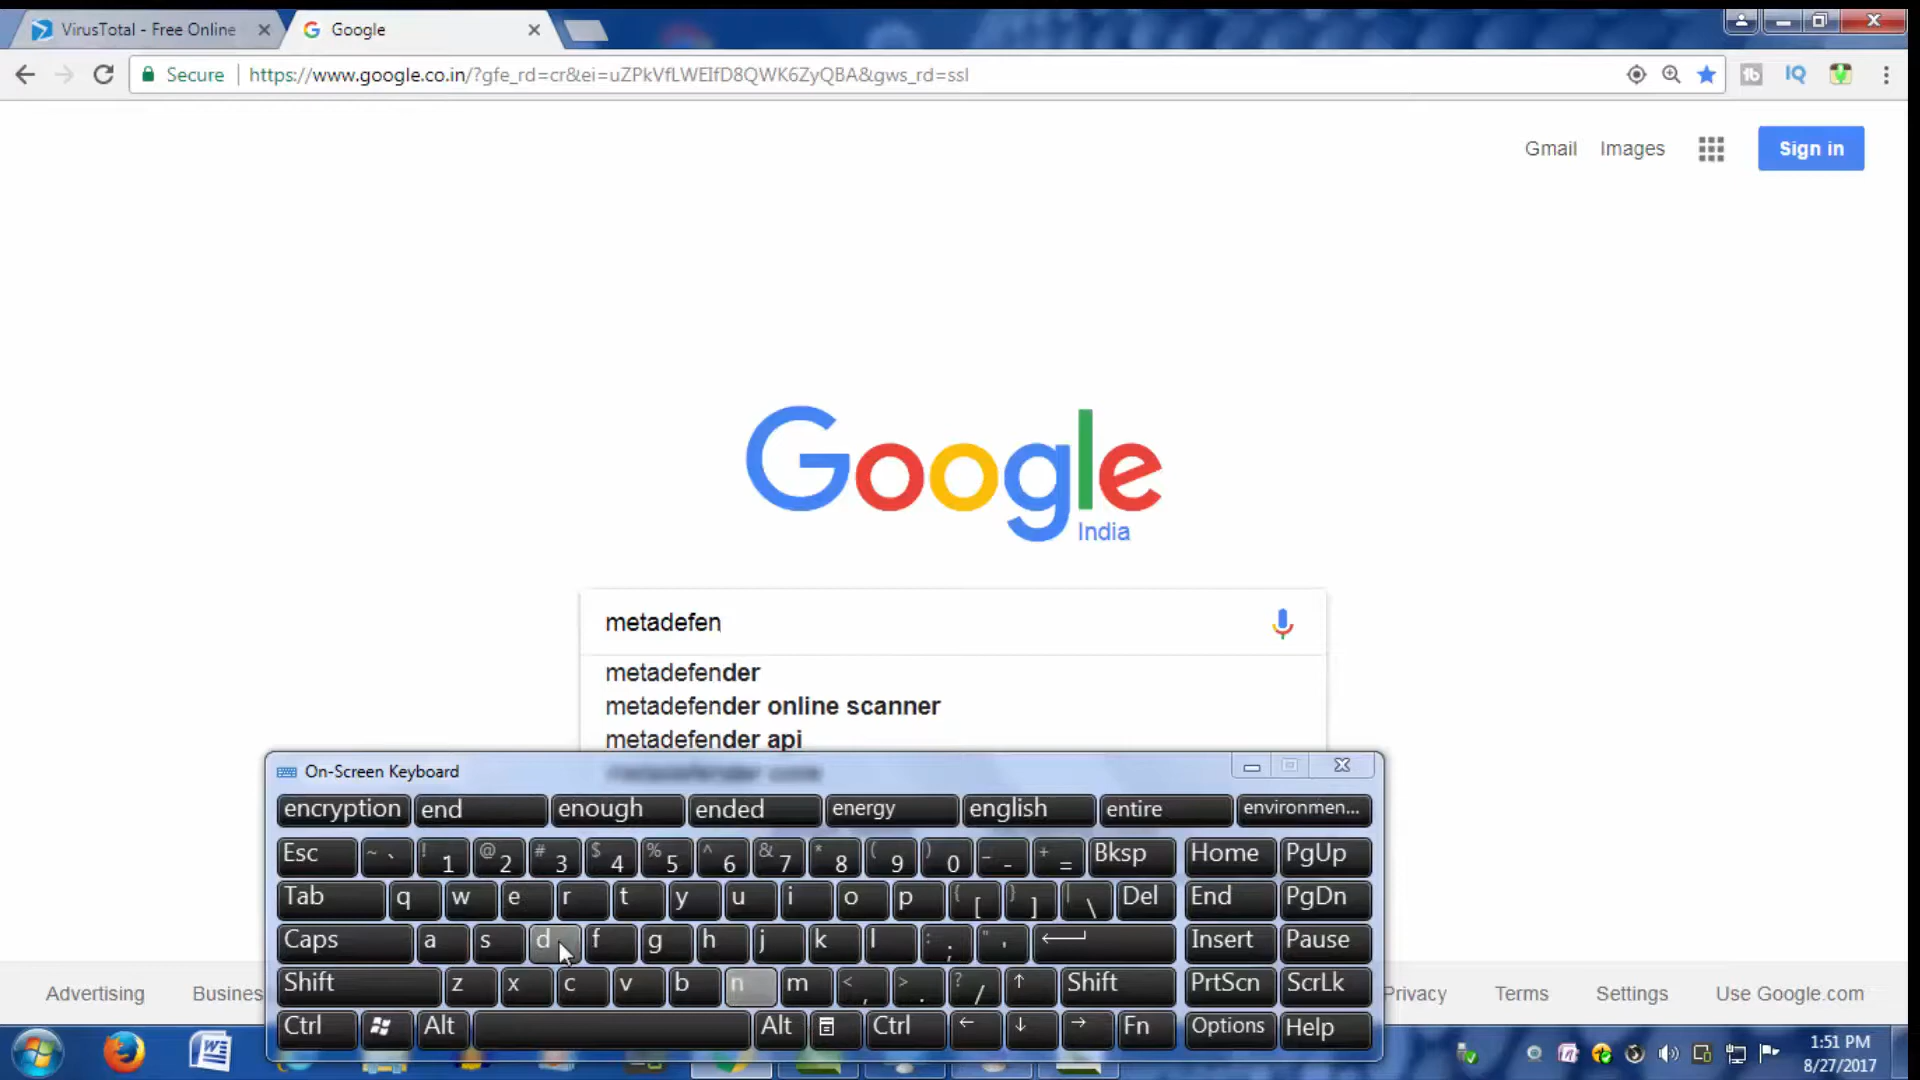 VirusTotal - Free Online
Google
Secure
https://www.google.co.in/?gfe_rd=cr&ei=uZPkVfLWEIfD8QWK6ZyQBA&gws_rd=ssl
IQ
Gmail Images Sign in
Google
India
metadefen
metadefender
metadefender online scanner
metadefender api
On-Screen Keyboard
encryption end enough ended energy english entire environmen...
Esc ~ ` ! 1 @ 2 # 3 $ 4 % 5 ^ 6 & 7 * 8 ( 9 ) 0 _ - + = Bksp Home PgUp
Tab q w e r t y u i o p { [ } ] | \ Del End PgDn
Caps a s d f g h j k l : ; " ' Insert Pause
Shift z x c v b n m < , > . ? / ↑ Shift PrtScn ScrLk
Ctrl Alt Alt Ctrl ← ↓ → Fn Options Help
Advertising Busines Privacy Terms Settings Use Google.com
1:51 PM
8/27/2017